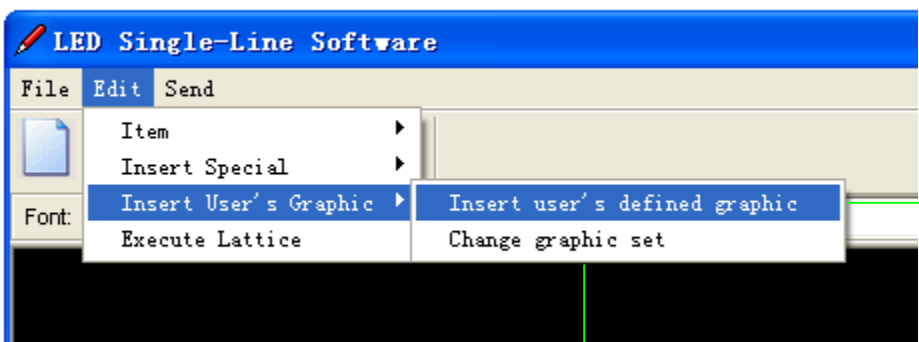 LED Single-Line Software
File Edit Send
Item
Insert Special
Insert User's Graphic Insert user's defined graphic
Font: Execute Lattice Change graphic set